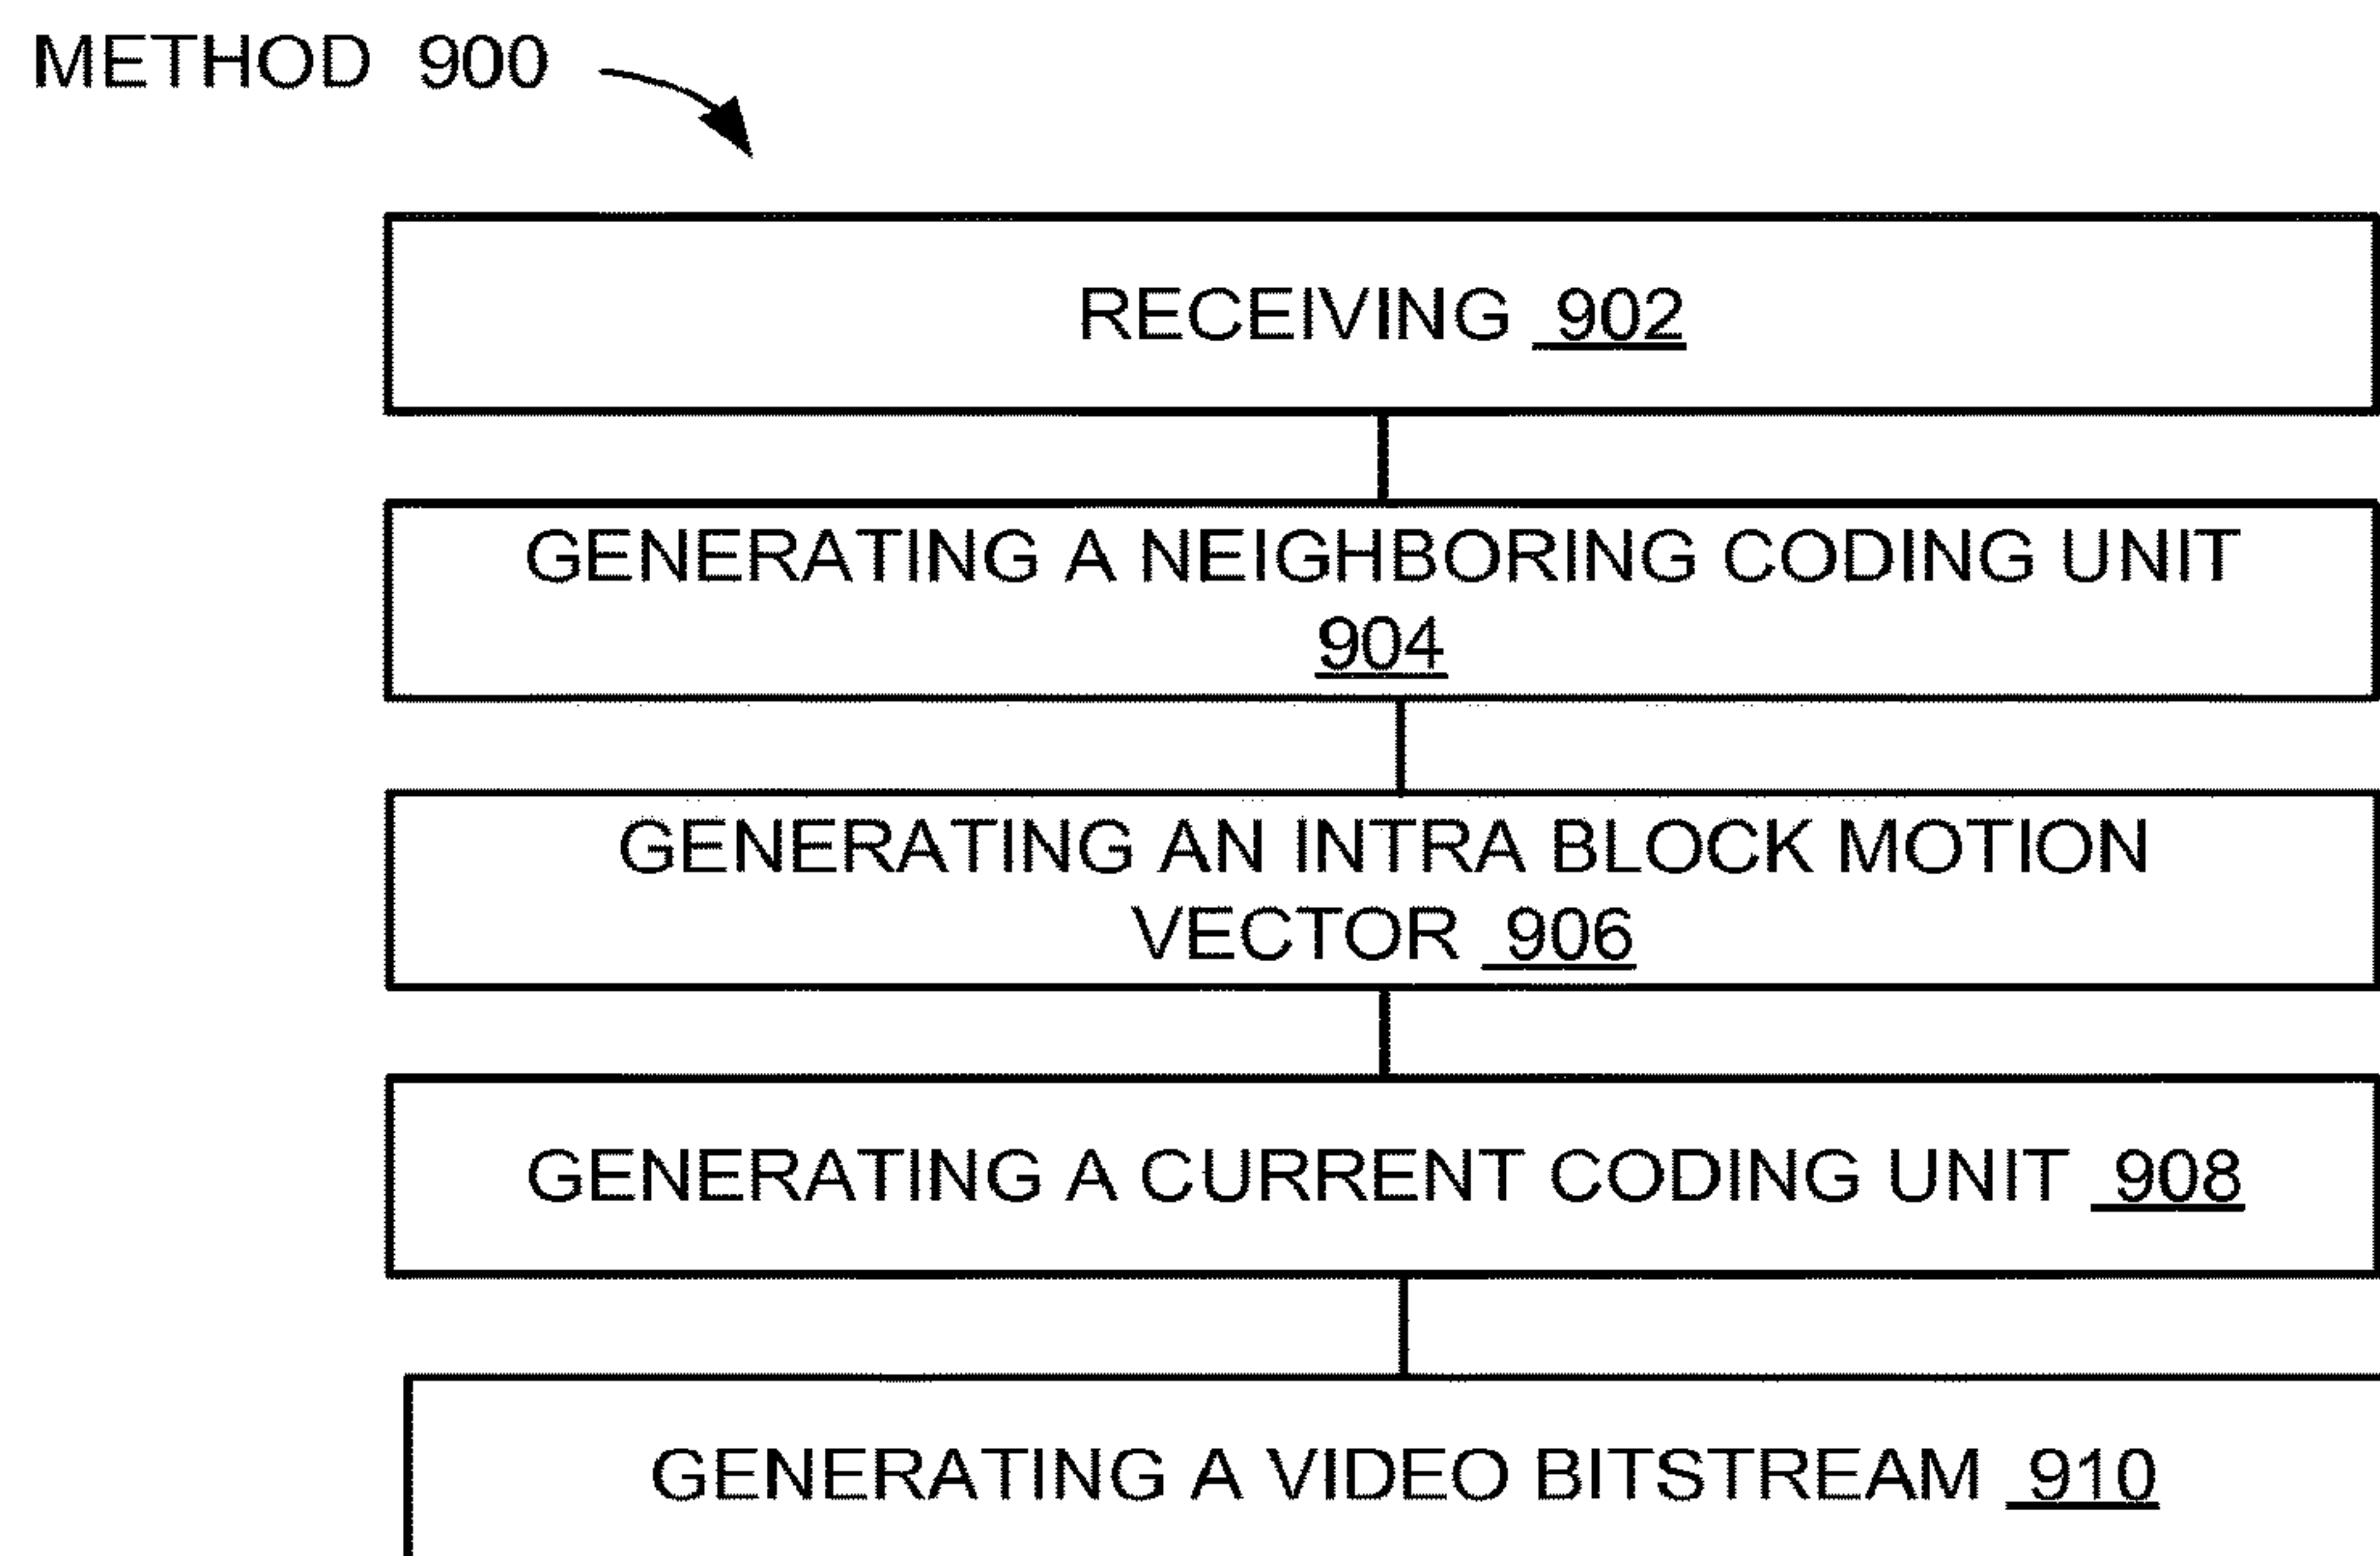 METHOD 900
RECEIVING 902
GENERATING A NEIGHBORING CODING UNIT
904
GENERATING AN INTRA BLOCK MOTION
VECTOR 906
GENERATING A CURRENT CODING UNIT 908
GENERATING A VIDEO BITSTREAM 910